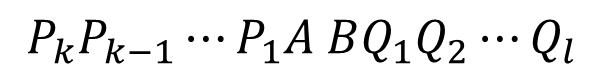 P_k P_{k-1} ⋯ P_1 A B Q_1 Q_2 ⋯ Q_l